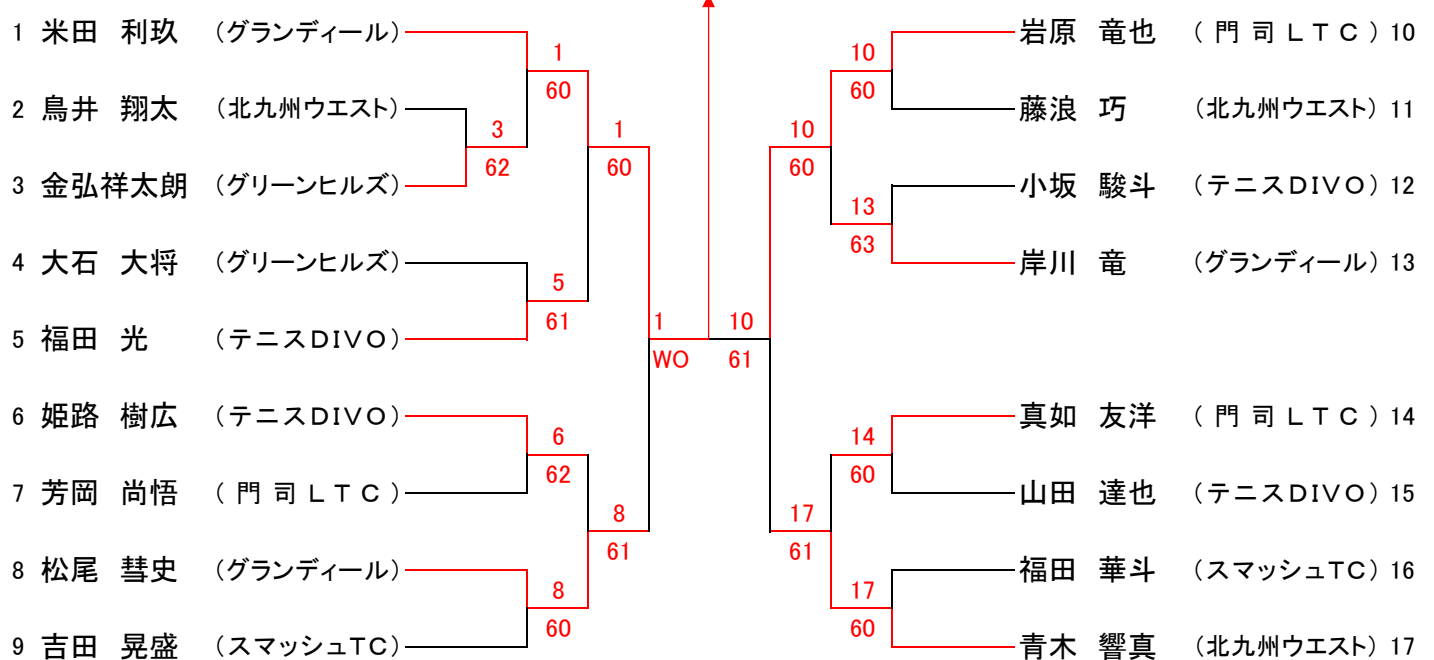 1 米田 利玖 (グランディール)
2 鳥井 翔太 (北九州ウエスト)
3 金弘祥太朗 (グリーンヒルズ)
4 大石 大将 (グリーンヒルズ)
5 福田 光 (テニスDIVO)
6 姫路 樹広 (テニスDIVO)
7 芳岡 尚悟 (門司LTC)
8 松尾 彗史 (グランディール)
9 吉田 晃盛 (スマッシュTC)
3
62
1
60
5
61
6
62
8
60
1
60
8
61
1
WO
10
61
10
60
17
61
10
60
13
63
14
60
17
60
岩原 竜也 (門司LTC) 10
藤浪 巧 (北九州ウエスト) 11
小坂 駿斗 (テニスDIVO) 12
岸川 竜 (グランディール) 13
真如 友洋 (門司LTC) 14
山田 達也 (テニスDIVO) 15
福田 華斗 (スマッシュTC) 16
青木 響真 (北九州ウエスト) 17